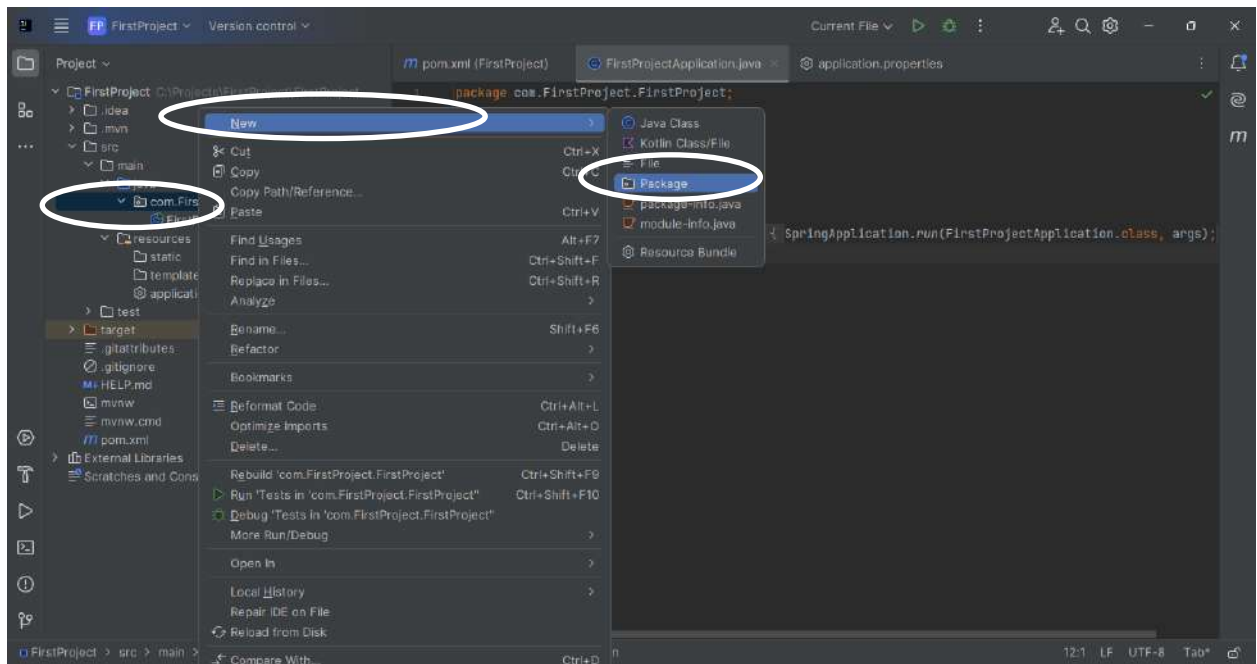 FP FirstProject Version control Current File
Project
pom.xml (FirstProject) FirstProjectApplication.java application.properties
FirstProject
package com.FirstProject.FirstProject;
.idea
.mvn
src
main
com.Firs
resources
static
template
applicati
test
target
.gitattributes
.gitignore
HELP.md
mvnw
mvnw.cmd
pom.xml
External Libraries
Scratches and Cons
New
Cut Ctrl+X
Copy
Copy Path/Reference...
Paste Ctrl+V
Find Usages Alt+F7
Find in Files... Ctrl+Shift+F
Replace in Files... Ctrl+Shift+R
Analyze
Rename... Shift+F6
Refactor
Bookmarks
Reformat Code Ctrl+Alt+L
Optimize Imports Ctrl+Alt+O
Delete... Delete
Rebuild 'com.FirstProject.FirstProject' Ctrl+Shift+F9
Run 'Tests in 'com.FirstProject.FirstProject'' Ctrl+Shift+F10
Debug 'Tests in 'com.FirstProject.FirstProject''
More Run/Debug
Open In
Local History
Repair IDE on File
Reload from Disk
Compare With... Ctrl+D
Java Class
Kotlin Class/File
File
Package
package-info.java
module-info.java
Resource Bundle
{ SpringApplication.run(FirstProjectApplication.class, args);
FirstProject > src > main > 12:1 LF UTF-8 Tab*